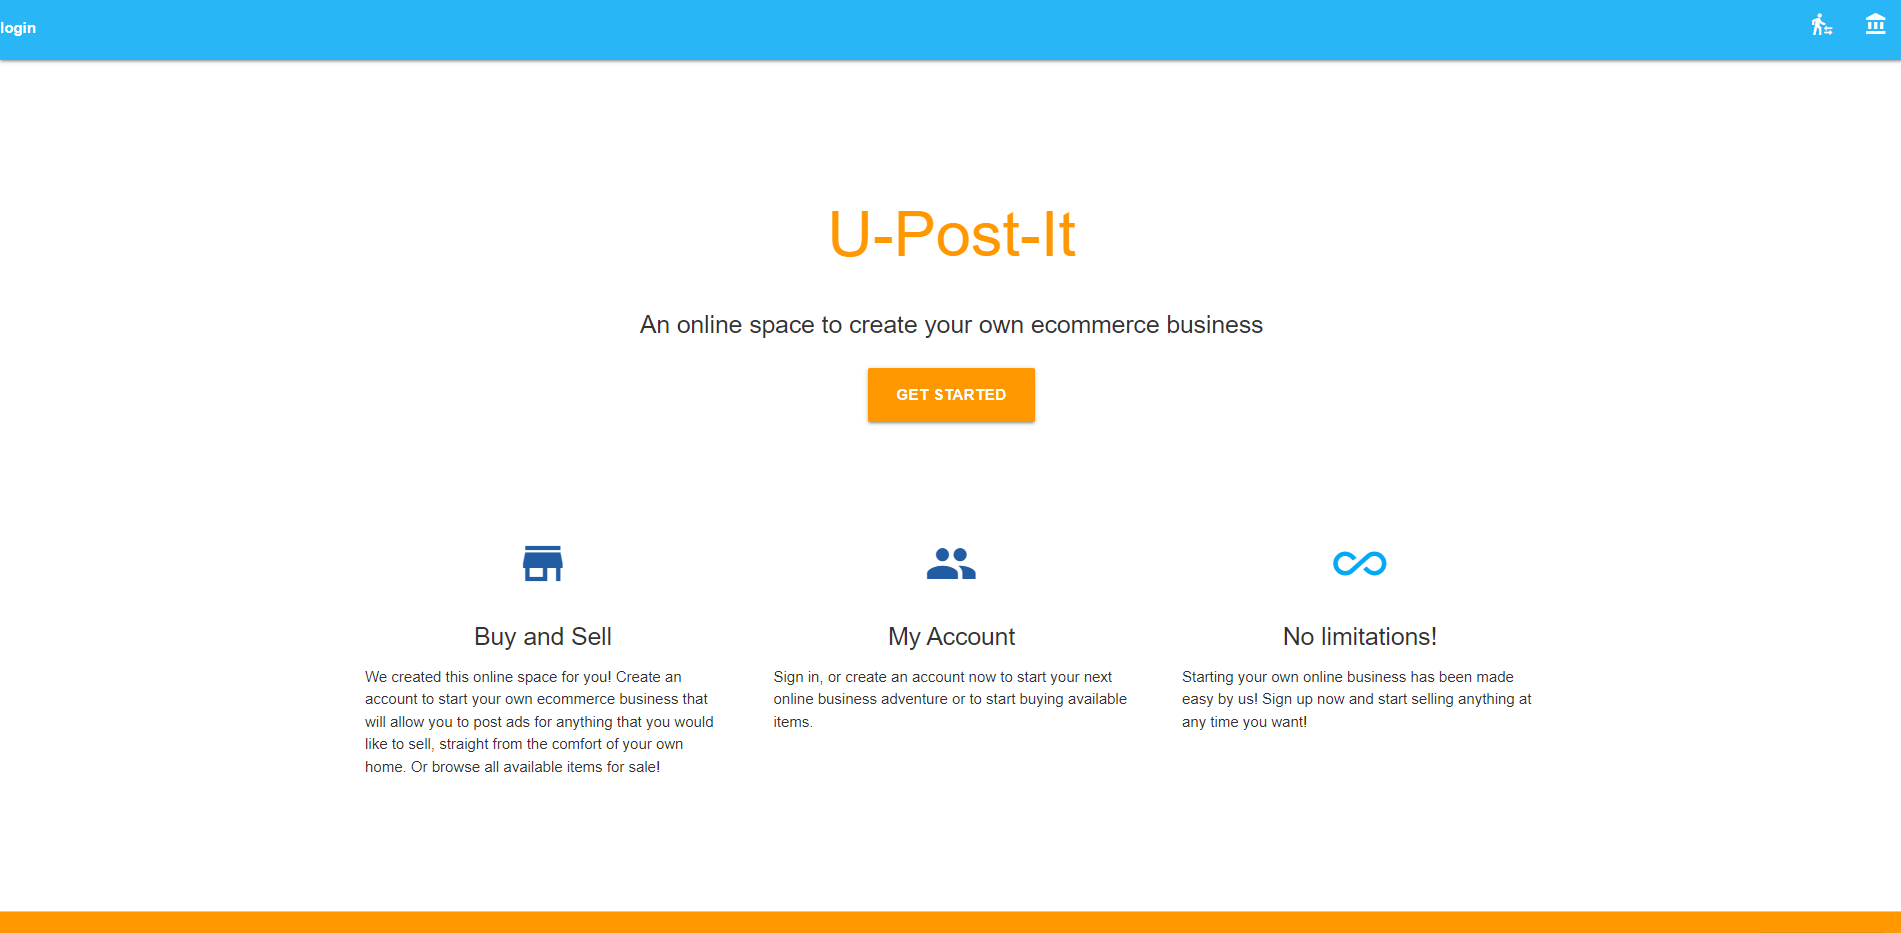 login
U-Post-It
An online space to create your own ecommerce business
GET STARTED
Buy and Sell
We created this online space for you! Create an
account to start your own ecommerce business that
will allow you to post ads for anything that you would
like to sell, straight from the comfort of your own
home. Or browse all available items for sale!
My Account
Sign in, or create an account now to start your next
online business adventure or to start buying available
items.
No limitations!
Starting your own online business has been made
easy by us! Sign up now and start selling anything at
any time you want!